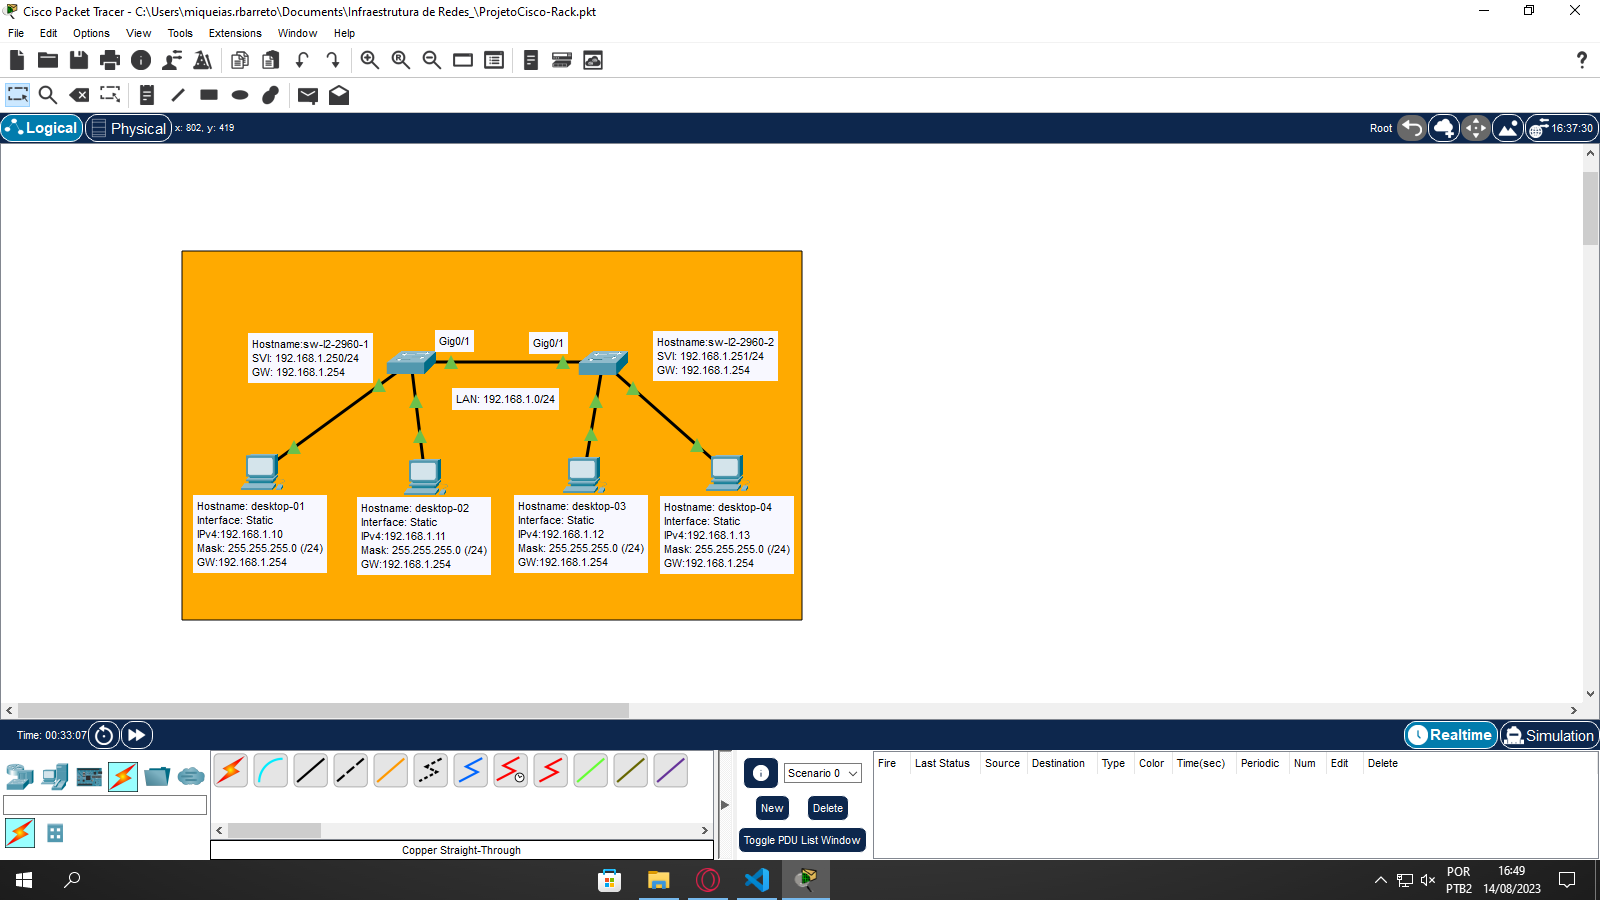 Cisco Packet Tracer - C:\Users\miqueias.rbarreto\Documents\Infraestrutura de Redes_\ProjetoCisco-Rack.pkt
File Edit Options View Tools Extensions Window Help
Logical Physical x: 802, y: 419 Root 16:37:30
Hostname:sw-l2-2960-1
SVI: 192.168.1.250/24
GW: 192.168.1.254
Gig0/1
Gig0/1
Hostname:sw-l2-2960-2
SVI: 192.168.1.251/24
GW: 192.168.1.254
LAN: 192.168.1.0/24
Hostname: desktop-01
Interface: Static
IPv4:192.168.1.10
Mask: 255.255.255.0 (/24)
GW:192.168.1.254
Hostname: desktop-02
Interface: Static
IPv4:192.168.1.11
Mask: 255.255.255.0 (/24)
GW:192.168.1.254
Hostname: desktop-03
Interface: Static
IPv4:192.168.1.12
Mask: 255.255.255.0 (/24)
GW:192.168.1.254
Hostname: desktop-04
Interface: Static
IPv4:192.168.1.13
Mask: 255.255.255.0 (/24)
GW:192.168.1.254
Time: 00:33:07 Realtime Simulation
Scenario 0
New Delete
Toggle PDU List Window
Fire Last Status Source Destination Type Color Time(sec) Periodic Num Edit Delete
Copper Straight-Through
POR
PTB2
16:49
14/08/2023